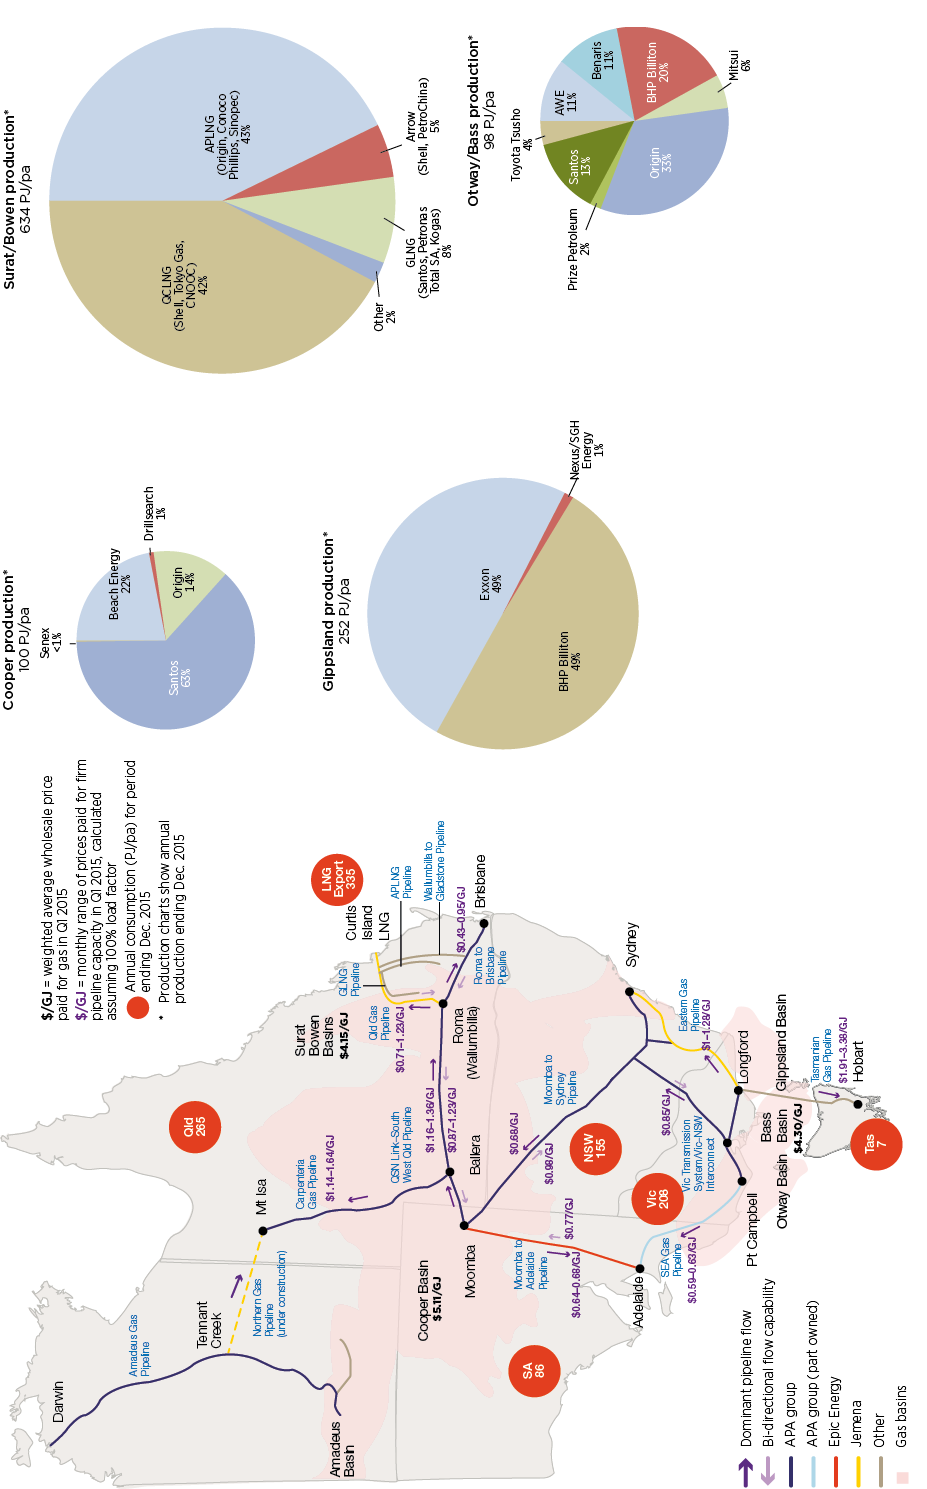 Surat/Bowen production*
634 PJ/pa
QCLNG
(Shell, Tokyo Gas,
CNOOC)
42%
APLNG
(Origin, Conoco
Phillips, Sinopec)
43%
Other
2%
GLNG
(Santos, Petronas
Total SA, Kogas)
8%
Arrow
(Shell, PetroChina)
5%
Otway/Bass production*
98 PJ/pa
Toyota Tsusho
4%
AWE
11%
Benaris
11%
BHP Billiton
20%
Mitsui
6%
Origin
33%
Prize Petroleum
2%
Santos
13%
Cooper production*
100 PJ/pa
Senex
<1%
Beach Energy
22%
Drillsearch
1%
Origin
14%
Santos
63%
Gippsland production*
252 PJ/pa
Exxon
49%
Nexus/SGH
Energy
1%
BHP Billiton
49%
$/GJ = weighted average wholesale price
paid for gas in Q1 2015
$/GJ = monthly range of prices paid for firm
pipeline capacity in Q1 2015, calculated
assuming 100% load factor
Annual consumption (PJ/pa) for period
ending Dec. 2015
* Production charts show annual
production ending Dec. 2015
Darwin
Amadeus Gas
Pipeline
Tennant
Creek
Northern Gas
Pipeline
(under construction)
Mt Isa
Amadeus
Basin
Carpenteria
Gas Pipeline
$1.14–1.64/GJ
Qld
265
Surat
Bowen
Basins
$4.15/GJ
Curtis
Island
LNG
LNG
Export
335
GLNG
Pipeline
APLNG
Pipeline
Wallumbilla to
Gladstone Pipeline
Qld Gas
Pipeline
$0.71–1.23/GJ
Brisbane
$0.43–0.95/GJ
Roma to
Brisbane
Pipeline
Roma
(Wallumbilla)
QSN Link–South
West Qld Pipeline
$1.16–1.36/GJ
$0.87–1.23/GJ
Ballera
Cooper Basin
$5.11/GJ
Moomba
Moomba to
Sydney
Pipeline
$0.68/GJ
$0.98/GJ
Moomba to
Adelaide
Pipeline
$0.77/GJ
$0.64–0.68/GJ
SA
86
NSW
155
Vic
208
Adelaide
SEA Gas
Pipeline
$0.59–0.63/GJ
Sydney
Eastern Gas
Pipeline
$1–1.28/GJ
$0.85/GJ
Vic Transmission
System/Vic–NSW
Interconnect
Longford
Pt Campbell
Otway Basin
Bass
Basin
Gippsland Basin
$4.30/GJ
Tasmanian
Gas Pipeline
$1.91–3.38/GJ
Hobart
Tas
7
Dominant pipeline flow
Bi-directional flow capability
APA group
APA group (part owned)
Epic Energy
Jemena
Other
Gas basins